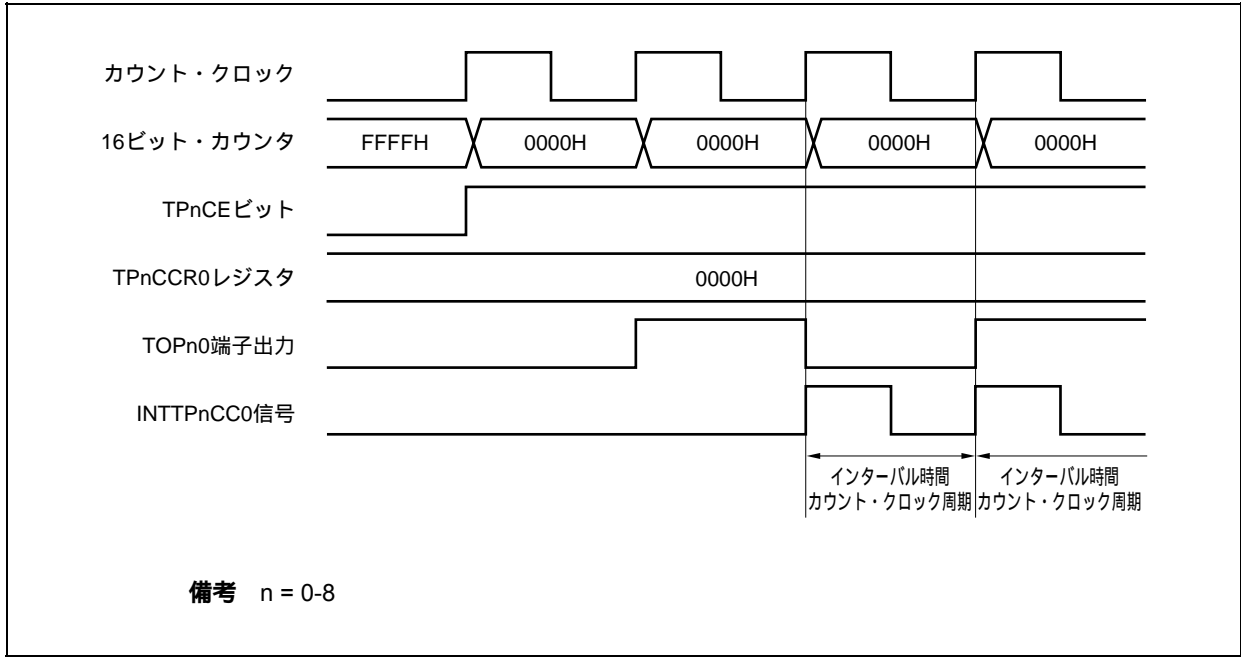 カウント・クロック
16ビット・カウンタ FFFFH 0000H 0000H 0000H 0000H
TPnCEビット
TPnCCR0レジスタ 0000H
TOPn0端子出力
INTTPnCC0信号
インターバル時間 インターバル時間
カウント・クロック周期 カウント・クロック周期
備考 n = 0-8